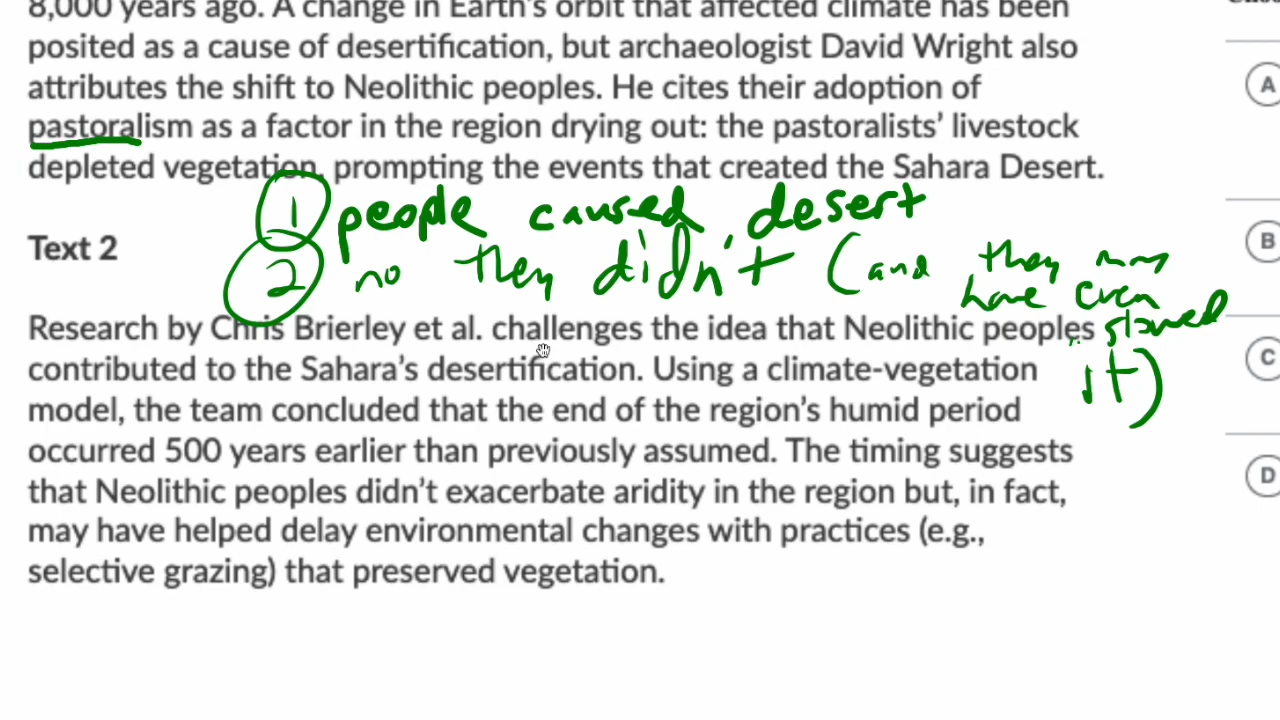 8,000 years ago. A change in Earth's orbit that affected climate has been
posited as a cause of desertification, but archaeologist David Wright also
attributes the shift to Neolithic peoples. He cites their adoption of
pastoralism as a factor in the region drying out: the pastoralists' livestock
depleted vegetation, prompting the events that created the Sahara Desert.
1 people caused desert
Text 2
2 no they didn't (and they may
have even
slowed
it)
Research by Chris Brierley et al. challenges the idea that Neolithic peoples
contributed to the Sahara's desertification. Using a climate-vegetation
model, the team concluded that the end of the region's humid period
occurred 500 years earlier than previously assumed. The timing suggests
that Neolithic peoples didn't exacerbate aridity in the region but, in fact,
may have helped delay environmental changes with practices (e.g.,
selective grazing) that preserved vegetation.
A
B
C
D